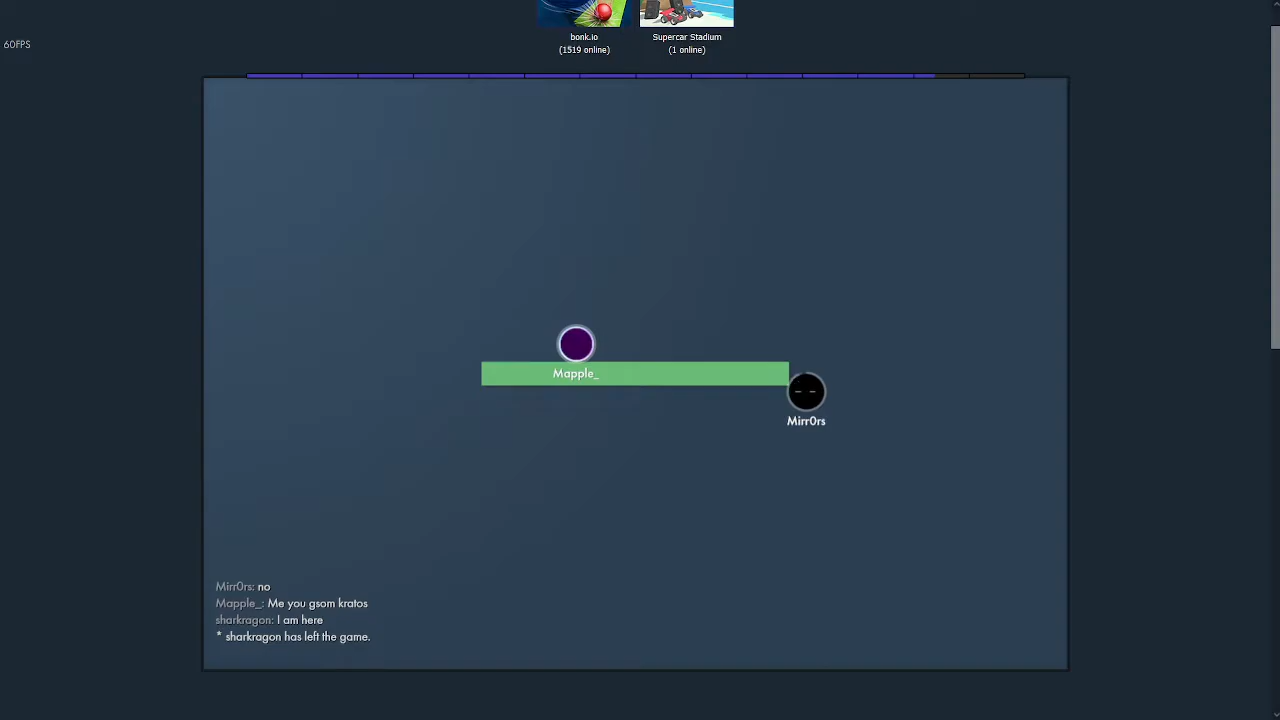 60FPS
bonk.io
(1519 online)
Supercar Stadium
(1 online)
Mapple_
Mirr0rs
Mirr0rs: no
Mapple_: Me you gsom kratos
sharkragon: I am here
* sharkragon has left the game.